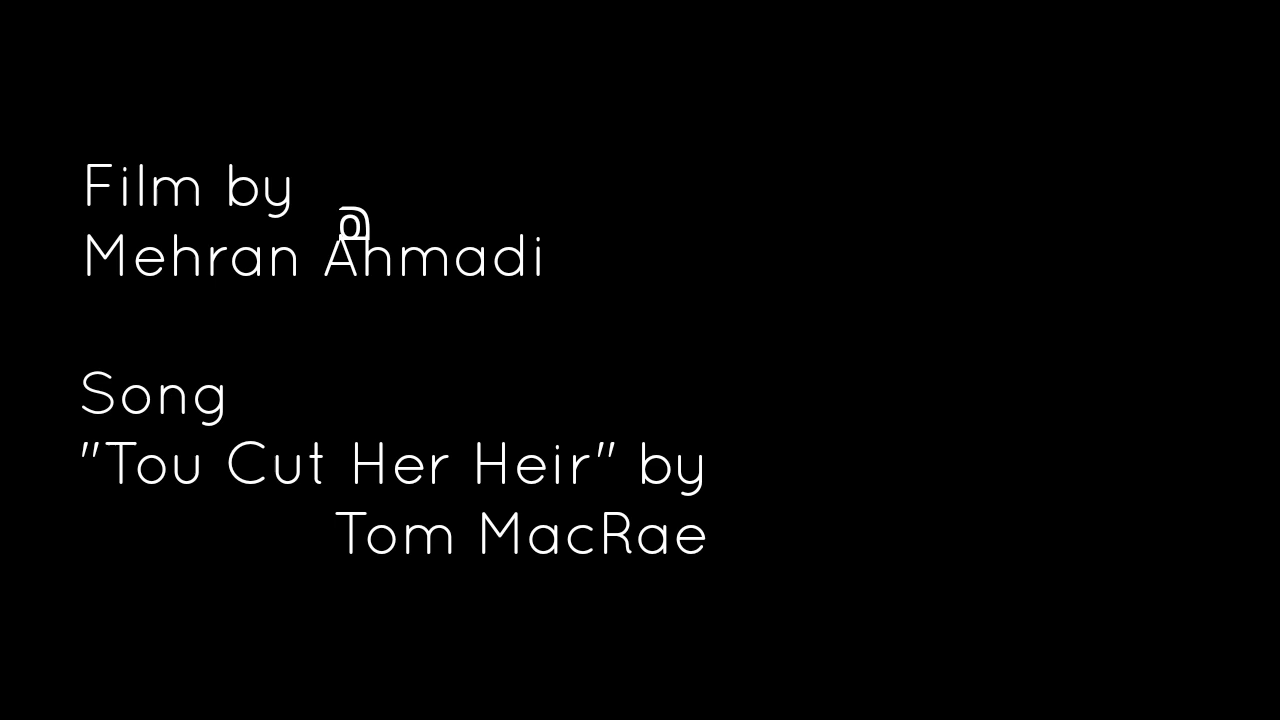 Film by
Mehran Ahmadi
Song
"Tou Cut Her Heir" by
Tom MacRae